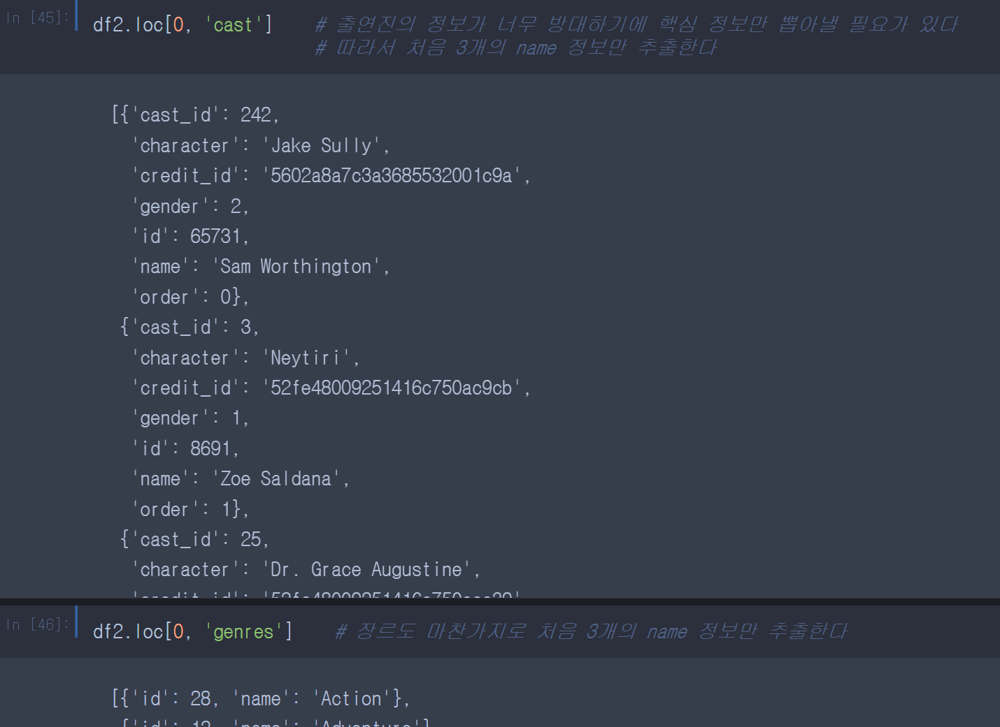 In [45]:
df2.loc[0, 'cast'] # 출연진의 정보가 너무 방대하기에 핵심 정보만 뽑아낼 필요가 있다
# 따라서 처음 3개의 name 정보만 추출한다
[{'cast_id': 242,
'character': 'Jake Sully',
'credit_id': '5602a8a7c3a3685532001c9a',
'gender': 2,
'id': 65731,
'name': 'Sam Worthington',
'order': 0},
{'cast_id': 3,
'character': 'Neytiri',
'credit_id': '52fe48009251416c750ac9cb',
'gender': 1,
'id': 8691,
'name': 'Zoe Saldana',
'order': 1},
{'cast_id': 25,
'character': 'Dr. Grace Augustine',
'credit_id':
In [46]:
df2.loc[0, 'genres'] # 장르도 마찬가지로 처음 3개의 name 정보만 추출한다
[{'id': 28, 'name': 'Action'},
{'id': 12, 'name': 'Adventure'}